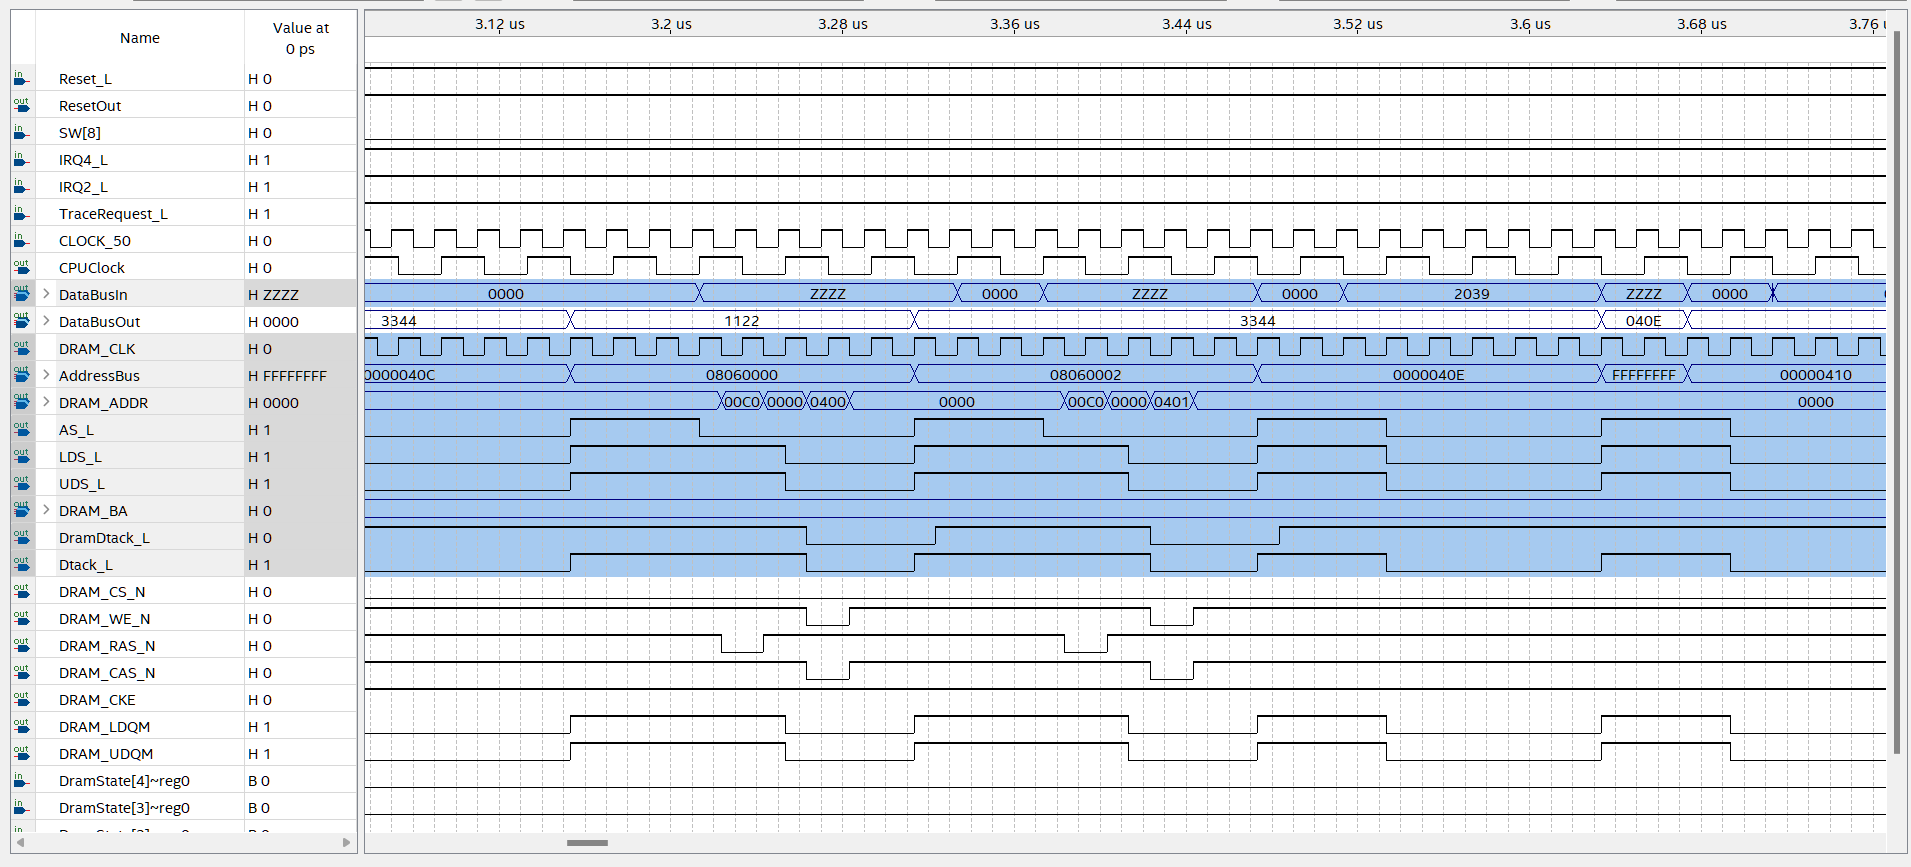 Name
Value at
0 ps
3.12 us 3.2 us 3.28 us 3.36 us 3.44 us 3.52 us 3.6 us 3.68 us 3.76
in Reset_L H 0
out ResetOut H 0
in SW[8] H 0
in IRQ4_L H 1
in IRQ2_L H 1
in TraceRequest_L H 1
in CLOCK_50 H 0
out CPUClock H 0
out > DataBusIn H ZZZZ 0000 ZZZZ 0000 ZZZZ 0000 2039 ZZZZ 0000
out > DataBusOut H 0000 3344 1122 3344 040E
out DRAM_CLK H 0
out > AddressBus H FFFFFFFF 0000040C 08060000 08060002 0000040E FFFFFFFF 00000410
out > DRAM_ADDR H 0000 00C0 0000 0400 0000 00C0 0000 0401 0000
out AS_L H 1
out LDS_L H 1
out UDS_L H 1
out > DRAM_BA H 0
out DramDtack_L H 0
out Dtack_L H 1
out DRAM_CS_N H 0
out DRAM_WE_N H 0
out DRAM_RAS_N H 0
out DRAM_CAS_N H 0
out DRAM_CKE H 0
out DRAM_LDQM H 1
out DRAM_UDQM H 1
in DramState[4]~reg0 B 0
in DramState[3]~reg0 B 0